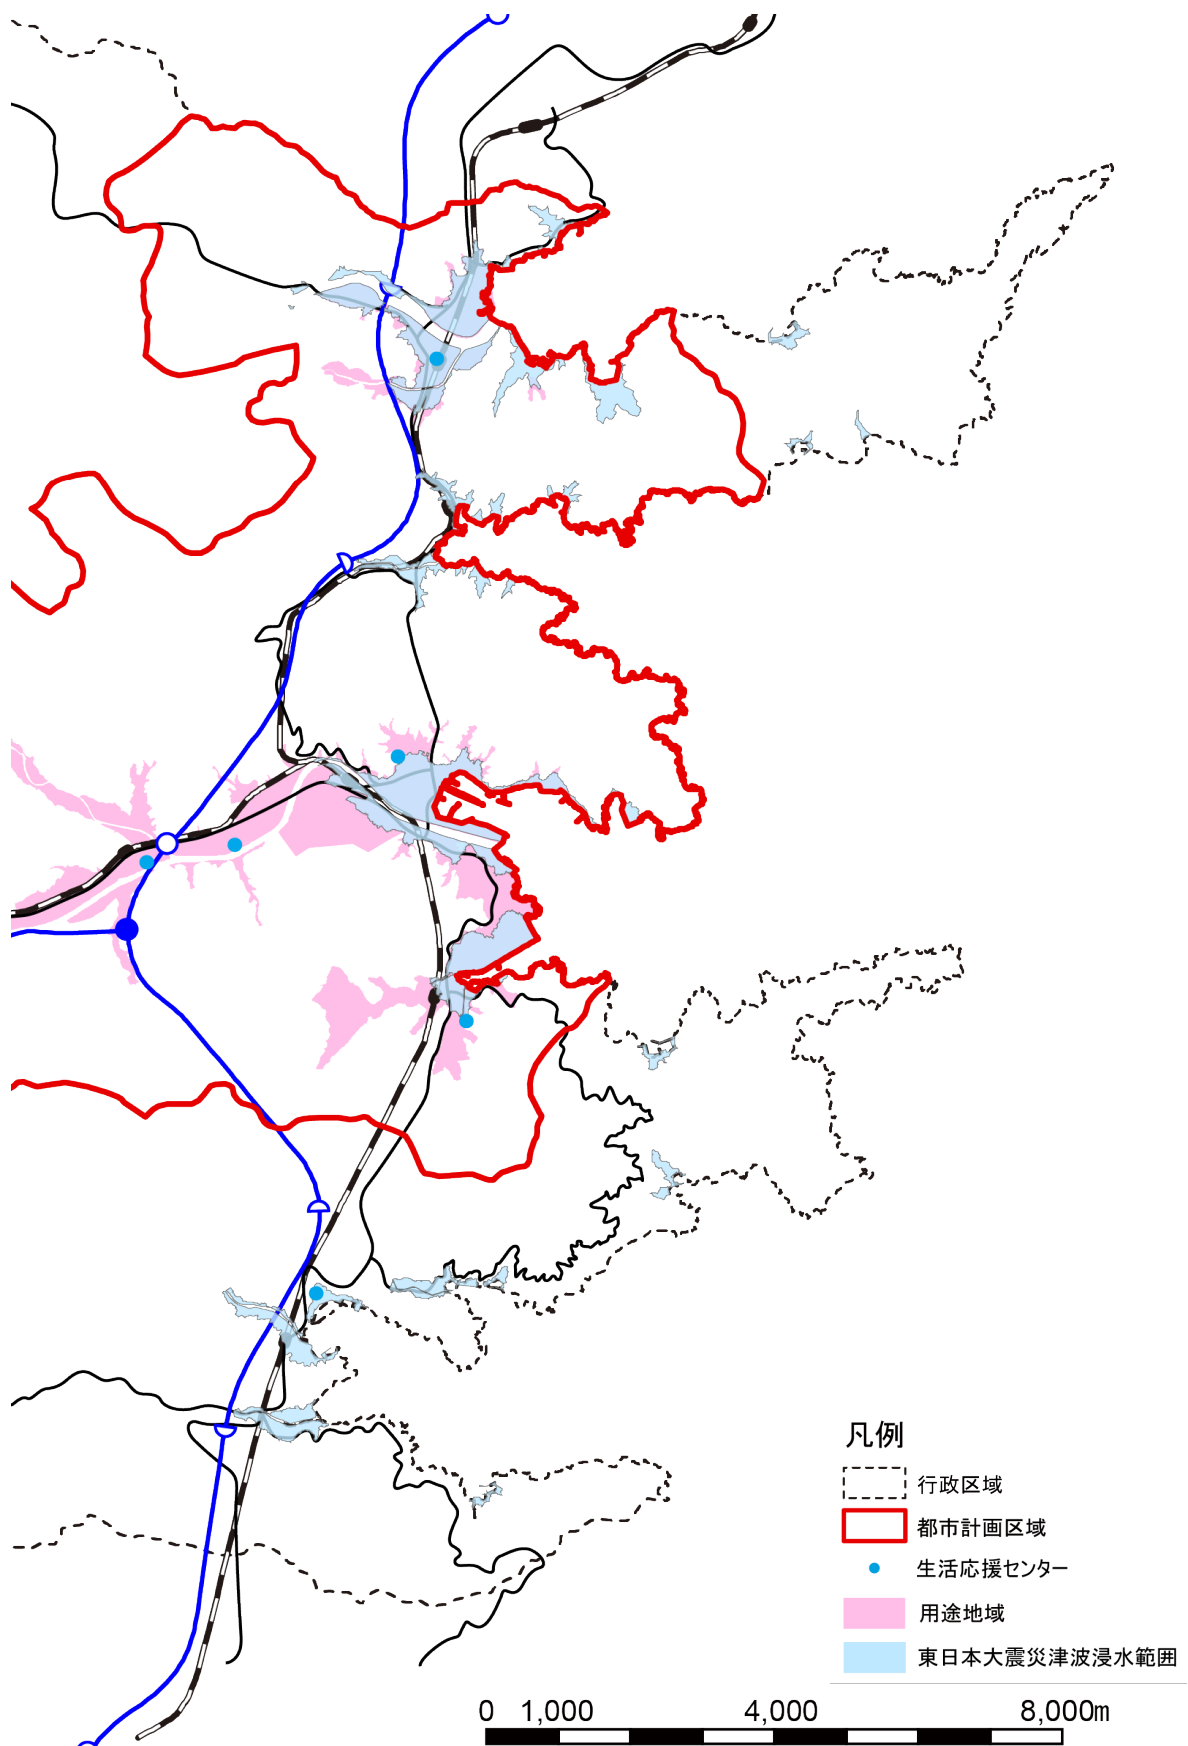 凡例
行政区域
都市計画区域
生活応援センター
用途地域
東日本大震災津波浸水範囲
0 1,000 4,000 8,000m